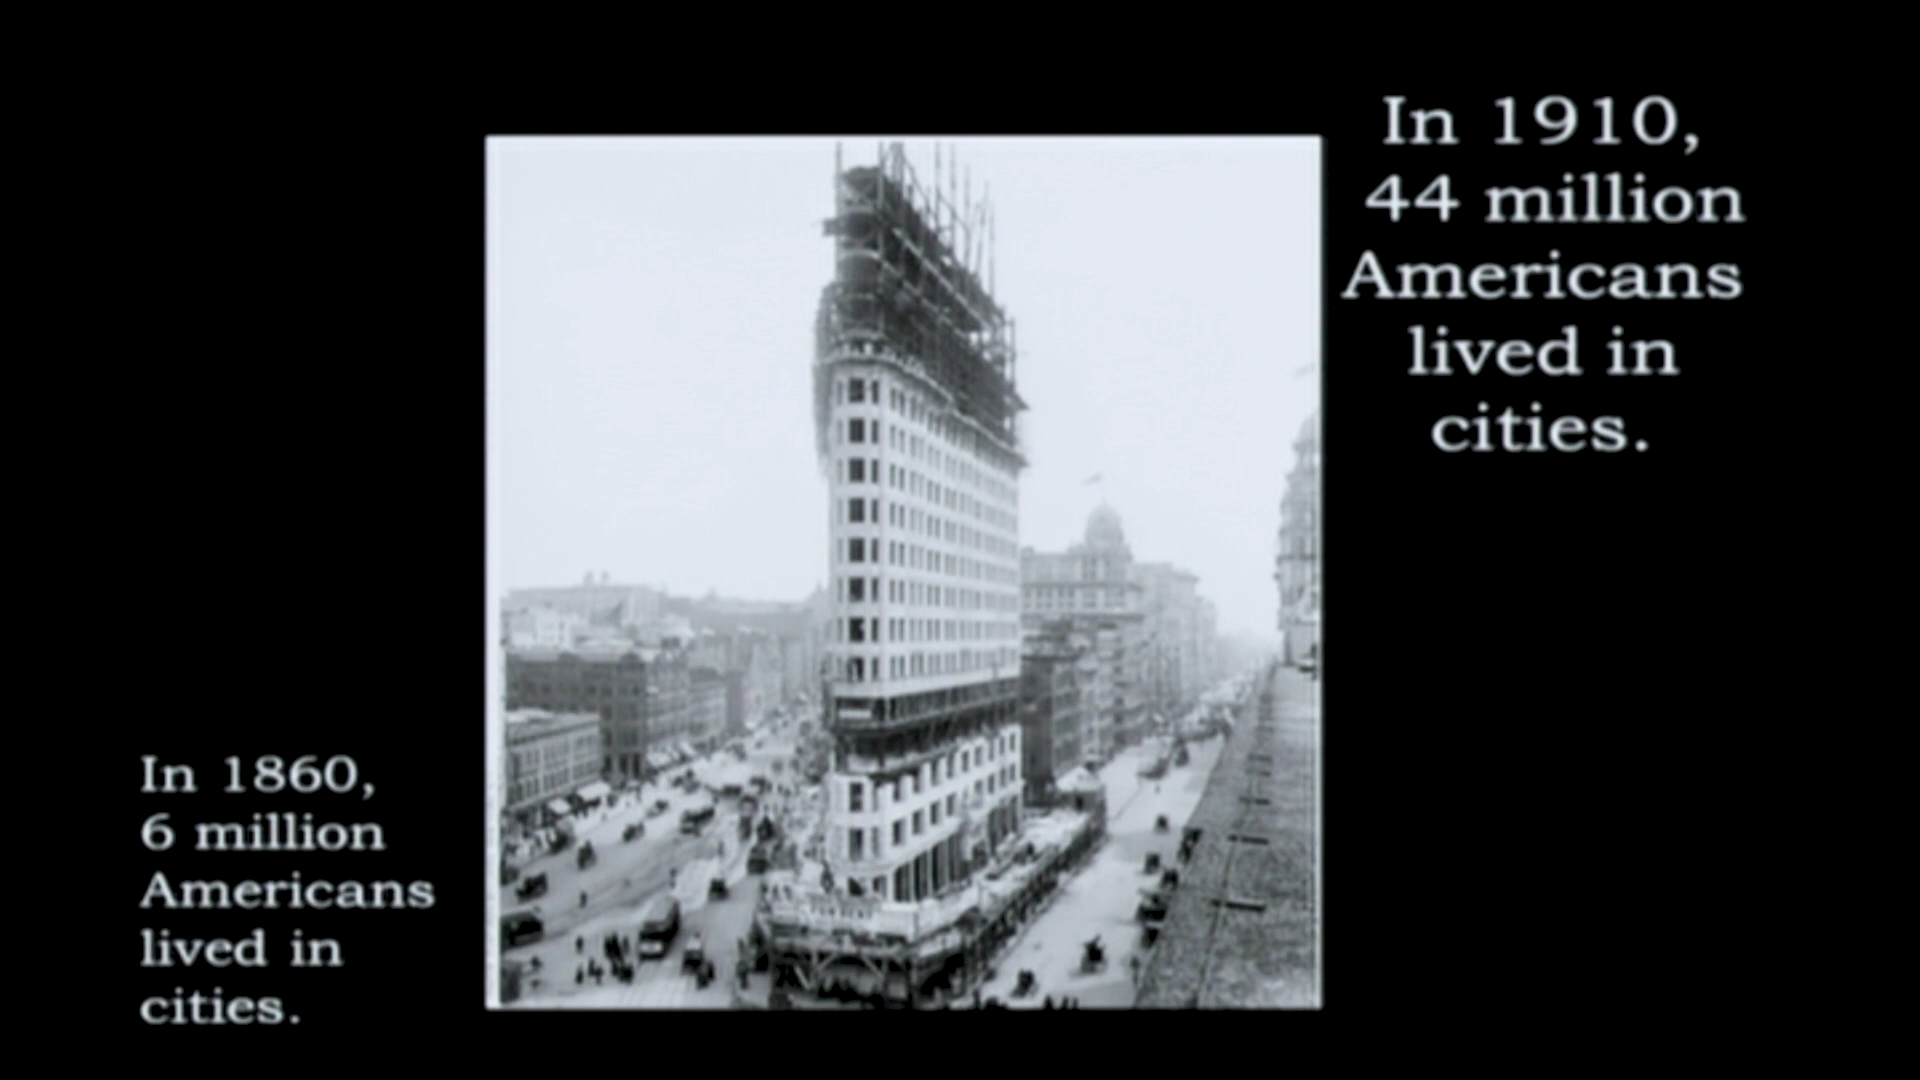 In 1860,
6 million
Americans
lived in
cities.
In 1910,
44 million
Americans
lived in
cities.